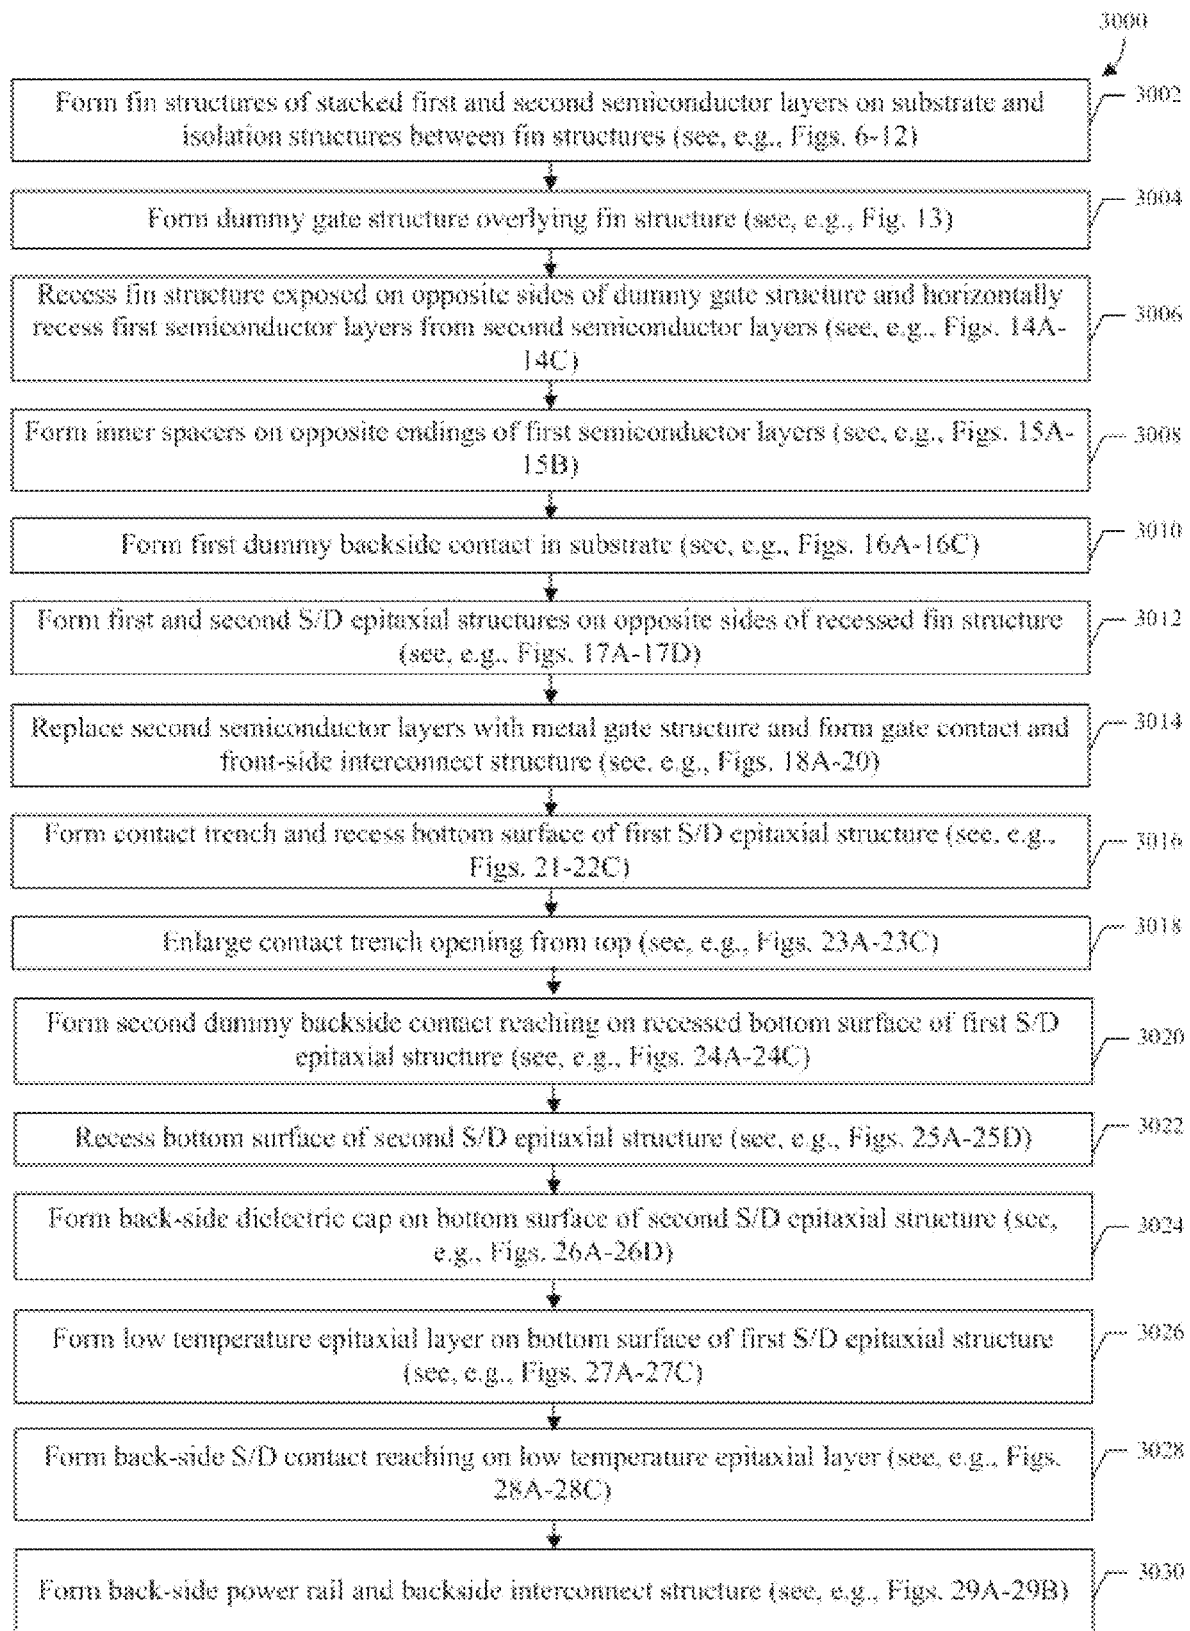 3000
Form fin structures of stacked first and second semiconductor layers on substrate and
isolation structures between fin structures (see, e.g., Figs. 6-12)
3002
Form dummy gate structure overlying fin structure (see, e.g., Fig. 13)
3004
Recess fin structure exposed on opposite sides of dummy gate structure and horizontally
recess first semiconductor layers from second semiconductor layers (see, e.g., Figs. 14A-
14C)
3006
Form inner spacers on opposite endings of first semiconductor layers (see, e.g., Figs. 15A-
15B)
3008
Form first dummy backside contact in substrate (see, e.g., Figs. 16A-16C)
3010
Form first and second S/D epitaxial structures on opposite sides of recessed fin structure
(see, e.g., Figs. 17A-17D)
3012
Replace second semiconductor layers with metal gate structure and form gate contact and
front-side interconnect structure (see, e.g., Figs. 18A-20)
3014
Form contact trench and recess bottom surface of first S/D epitaxial structure (see, e.g.,
Figs. 21-22C)
3016
Enlarge contact trench opening from top (see, e.g., Figs. 23A-23C)
3018
Form second dummy backside contact reaching on recessed bottom surface of first S/D
epitaxial structure (see, e.g., Figs. 24A-24C)
3020
Recess bottom surface of second S/D epitaxial structure (see, e.g., Figs. 25A-25D)
3022
Form back-side dielectric cap on bottom surface of second S/D epitaxial structure (see,
e.g., Figs. 26A-26D)
3024
Form low temperature epitaxial layer on bottom surface of first S/D epitaxial structure
(see, e.g., Figs. 27A-27C)
3026
Form back-side S/D contact reaching on low temperature epitaxial layer (see, e.g., Figs.
28A-28C)
3028
Form back-side power rail and backside interconnect structure (see, e.g., Figs. 29A-29B)
3030